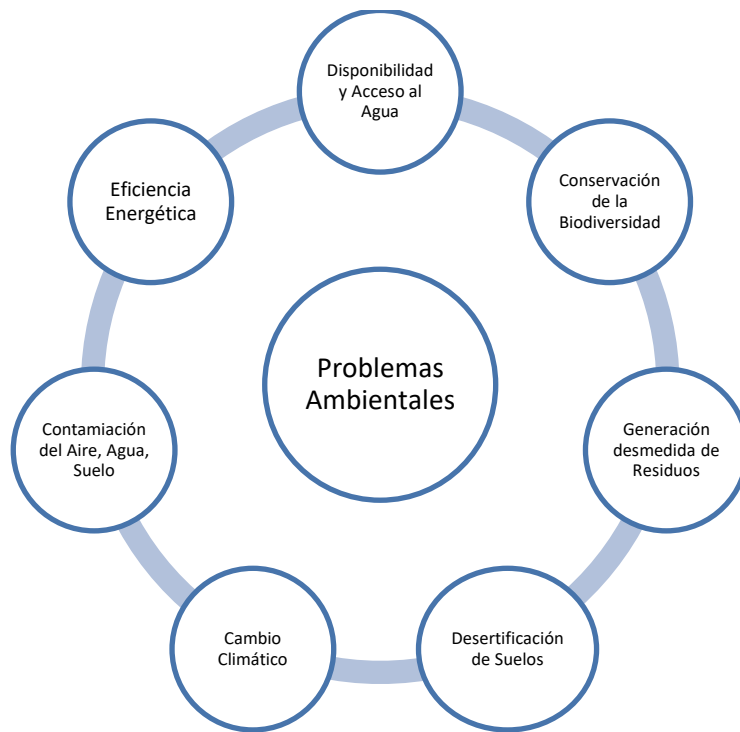 Disponibilidad
y Acceso al
Agua
Conservación
de la
Biodiversidad
Generación
desmedida de
Residuos
Desertificación
de Suelos
Cambio
Climático
Contamiación
del Aire, Agua,
Suelo
Eficiencia
Energética
Problemas
Ambientales